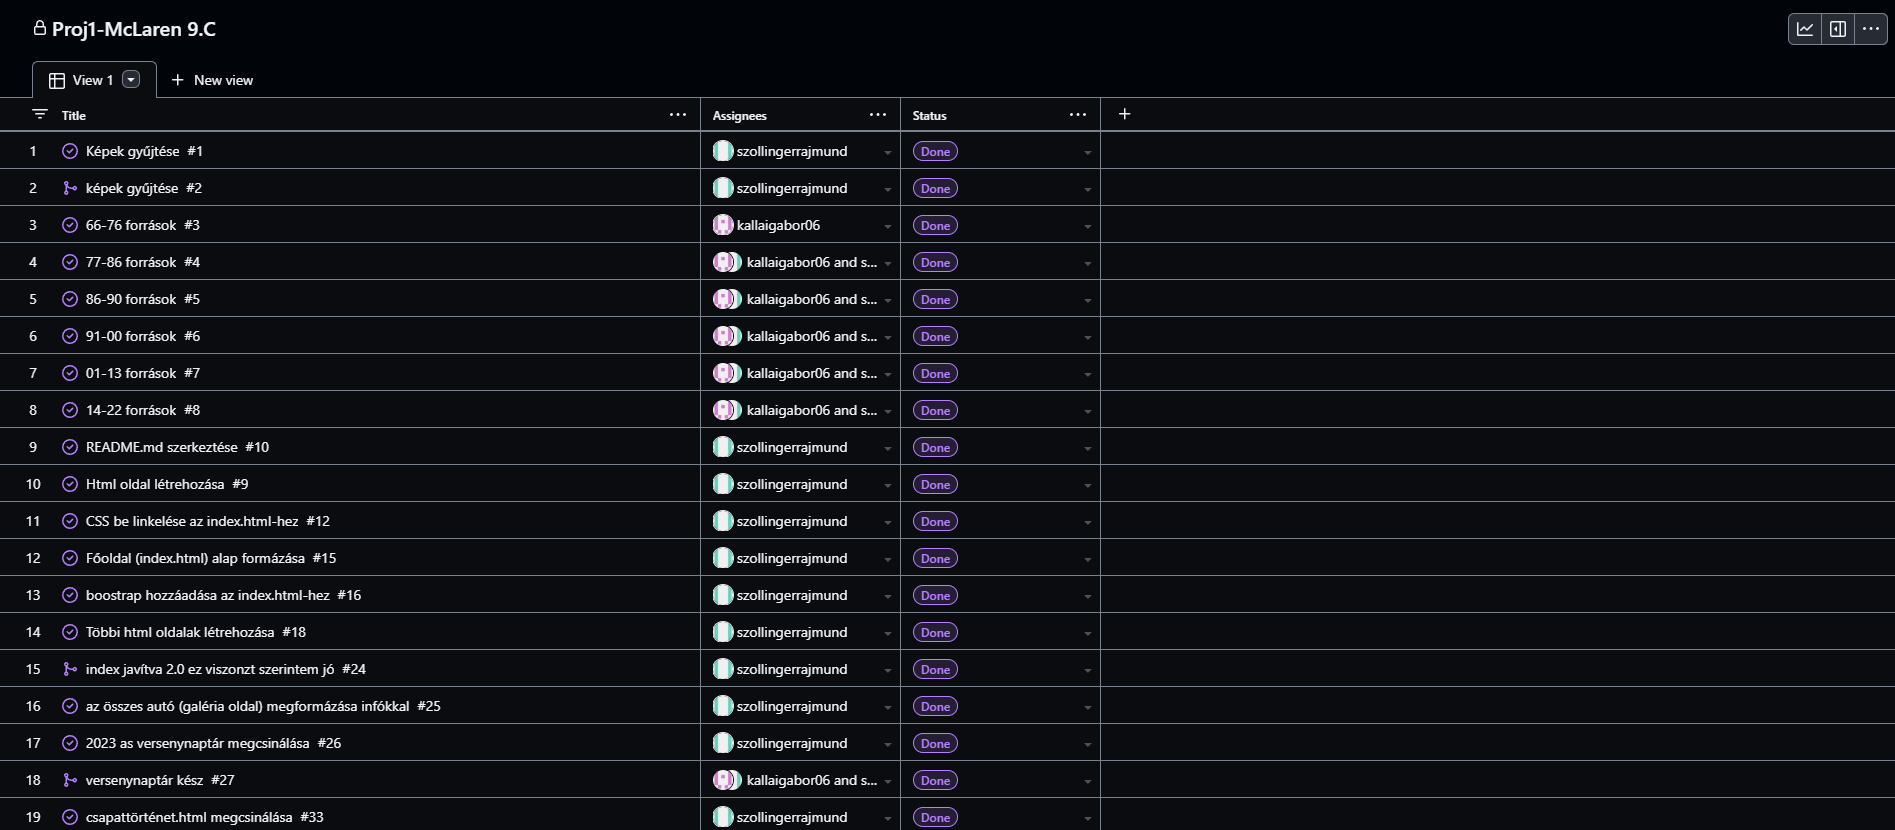 Proj1-McLaren 9.C
View 1 New view
Title Assignees Status
1 Képek gyűjtése #1 szollingerrajmund Done
2 képek gyűjtése #2 szollingerrajmund Done
3 66-76 források #3 kallaigabor06 Done
4 77-86 források #4 kallaigabor06 and s... Done
5 86-90 források #5 kallaigabor06 and s... Done
6 91-00 források #6 kallaigabor06 and s... Done
7 01-13 források #7 kallaigabor06 and s... Done
8 14-22 források #8 kallaigabor06 and s... Done
9 README.md szerkeztése #10 szollingerrajmund Done
10 Html oldal létrehozása #9 szollingerrajmund Done
11 CSS be linkelése az index.html-hez #12 szollingerrajmund Done
12 Főoldal (index.html) alap formázása #15 szollingerrajmund Done
13 boostrap hozzáadása az index.html-hez #16 szollingerrajmund Done
14 Többi html oldalak létrehozása #18 szollingerrajmund Done
15 index javítva 2.0 ez viszonzt szerintem jó #24 szollingerrajmund Done
16 az összes autó (galéria oldal) megformázása infókkal #25 szollingerrajmund Done
17 2023 as versenynaptár megcsinálása #26 szollingerrajmund Done
18 versenynaptár kész #27 kallaigabor06 and s... Done
19 csapattörténet.html megcsinálása #33 szollingerrajmund Done